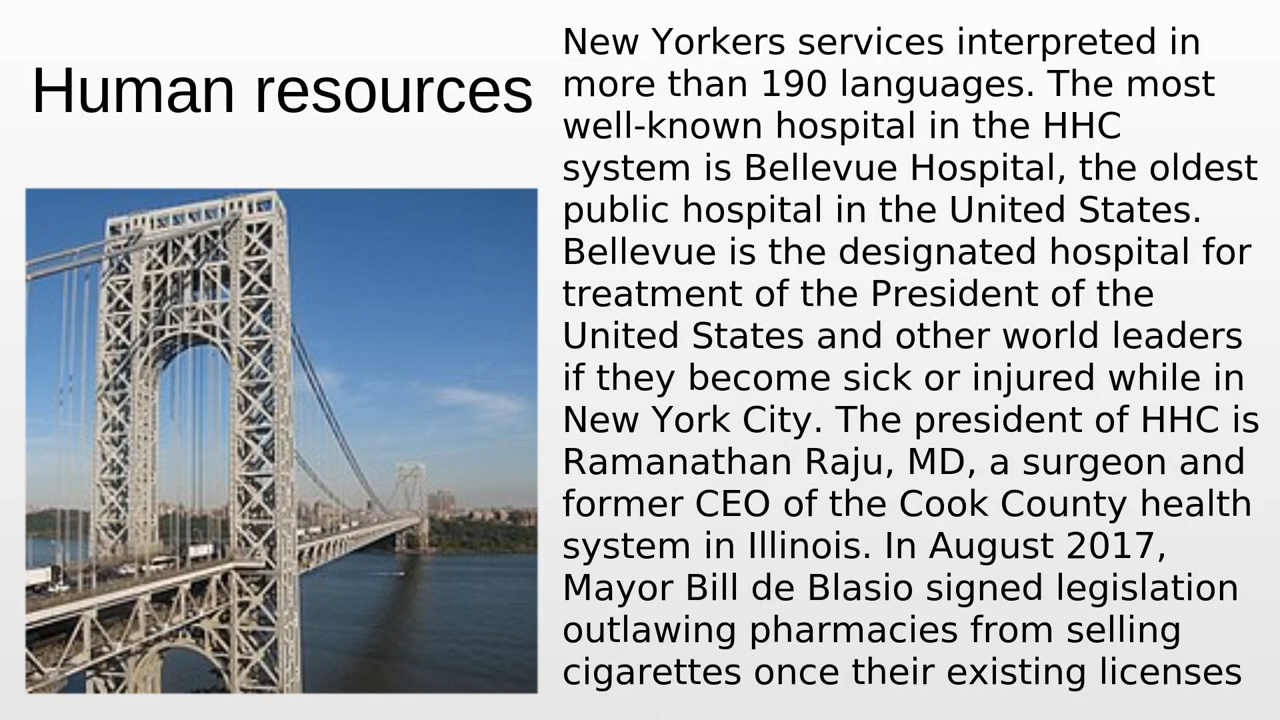 Human resources
New Yorkers services interpreted in
more than 190 languages. The most
well-known hospital in the HHC
system is Bellevue Hospital, the oldest
public hospital in the United States.
Bellevue is the designated hospital for
treatment of the President of the
United States and other world leaders
if they become sick or injured while in
New York City. The president of HHC is
Ramanathan Raju, MD, a surgeon and
former CEO of the Cook County health
system in Illinois. In August 2017,
Mayor Bill de Blasio signed legislation
outlawing pharmacies from selling
cigarettes once their existing licenses